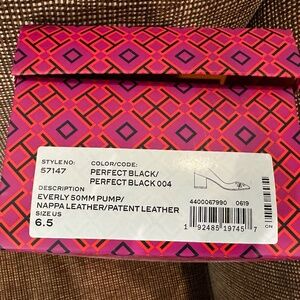 STYLE NO:
57147
COLOR/CODE:
PERFECT BLACK/
PERFECT BLACK 004
DESCRIPTION
EVERLY 50MM PUMP/
NAPPA LEATHER/PATENT LEATHER
SIZE US
6.5
4400067990 0619
1 92485 19745 7
CN